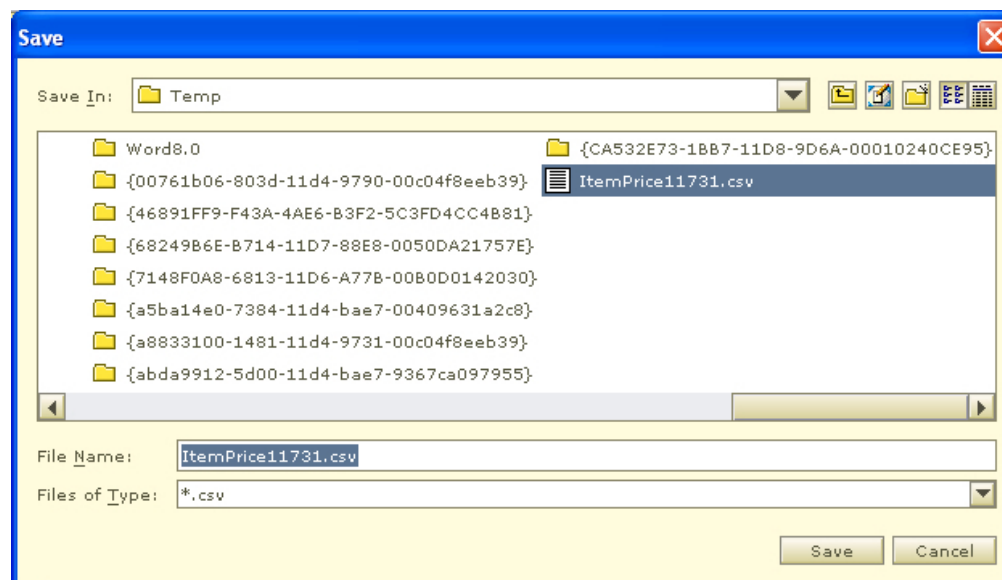 Save
Save In: Temp
Word8.0
{00761b06-803d-11d4-9790-00c04f8eeb39}
{46891FF9-F43A-4AE6-B3F2-5C3FD4CC4B81}
{68249B6E-B714-11D7-88E8-0050DA21757E}
{7148F0A8-6813-11D6-A77B-00B0D0142030}
{a5ba14e0-7384-11d4-bae7-00409631a2c8}
{a8833100-1481-11d4-9731-00c04f8eeb39}
{abda9912-5d00-11d4-bae7-9367ca097955}
{CA532E73-1BB7-11D8-9D6A-00010240CE95}
ItemPrice11731.csv
File Name: ItemPrice11731.csv
Files of Type: *.csv
Save Cancel